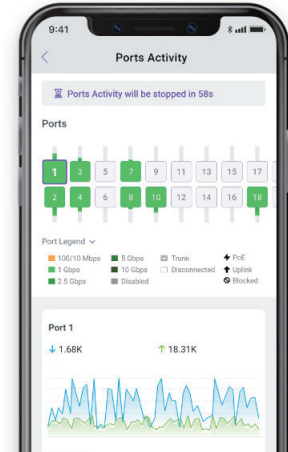 9:41
Ports Activity
Ports Activity will be stopped in 58s
Ports
1 3 5 7 9 11 13 15 17
2 4 6 8 10 12 14 16 18
Port Legend
100/10 Mbps 5 Gbps Trunk PoE
1 Gbps 10 Gbps Disconnected Uplink
2.5 Gbps Disabled Blocked
Port 1
↓ 1.68K ↑ 18.31K